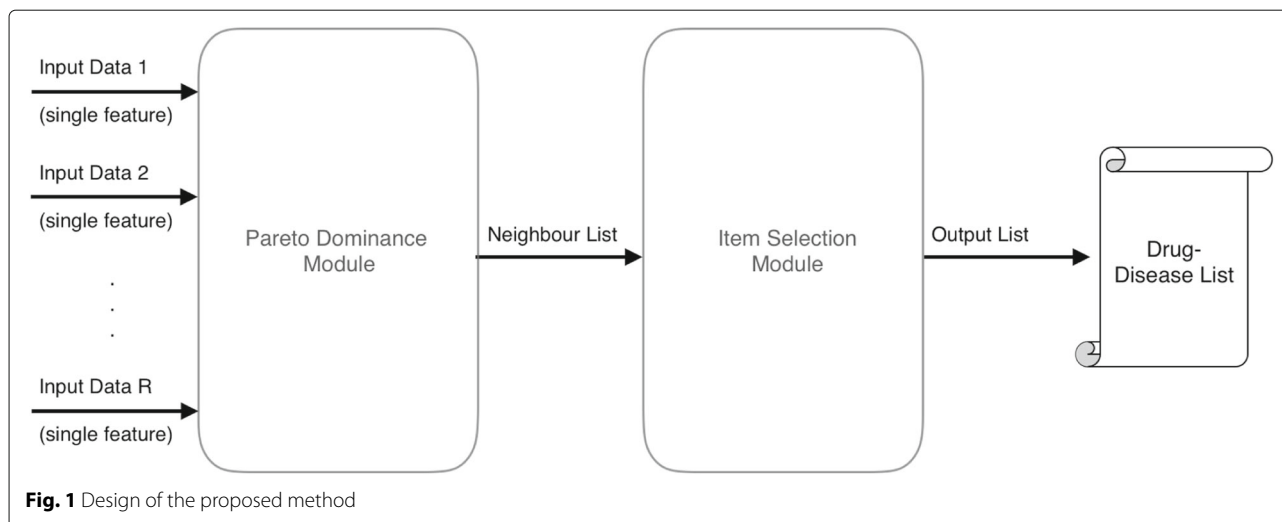 Input Data 1
(single feature)
Input Data 2
(single feature)
.
.
.
Input Data R
(single feature)
Pareto Dominance
Module
Neighbour List
Item Selection
Module
Output List
Drug-
Disease List
Fig. 1 Design of the proposed method